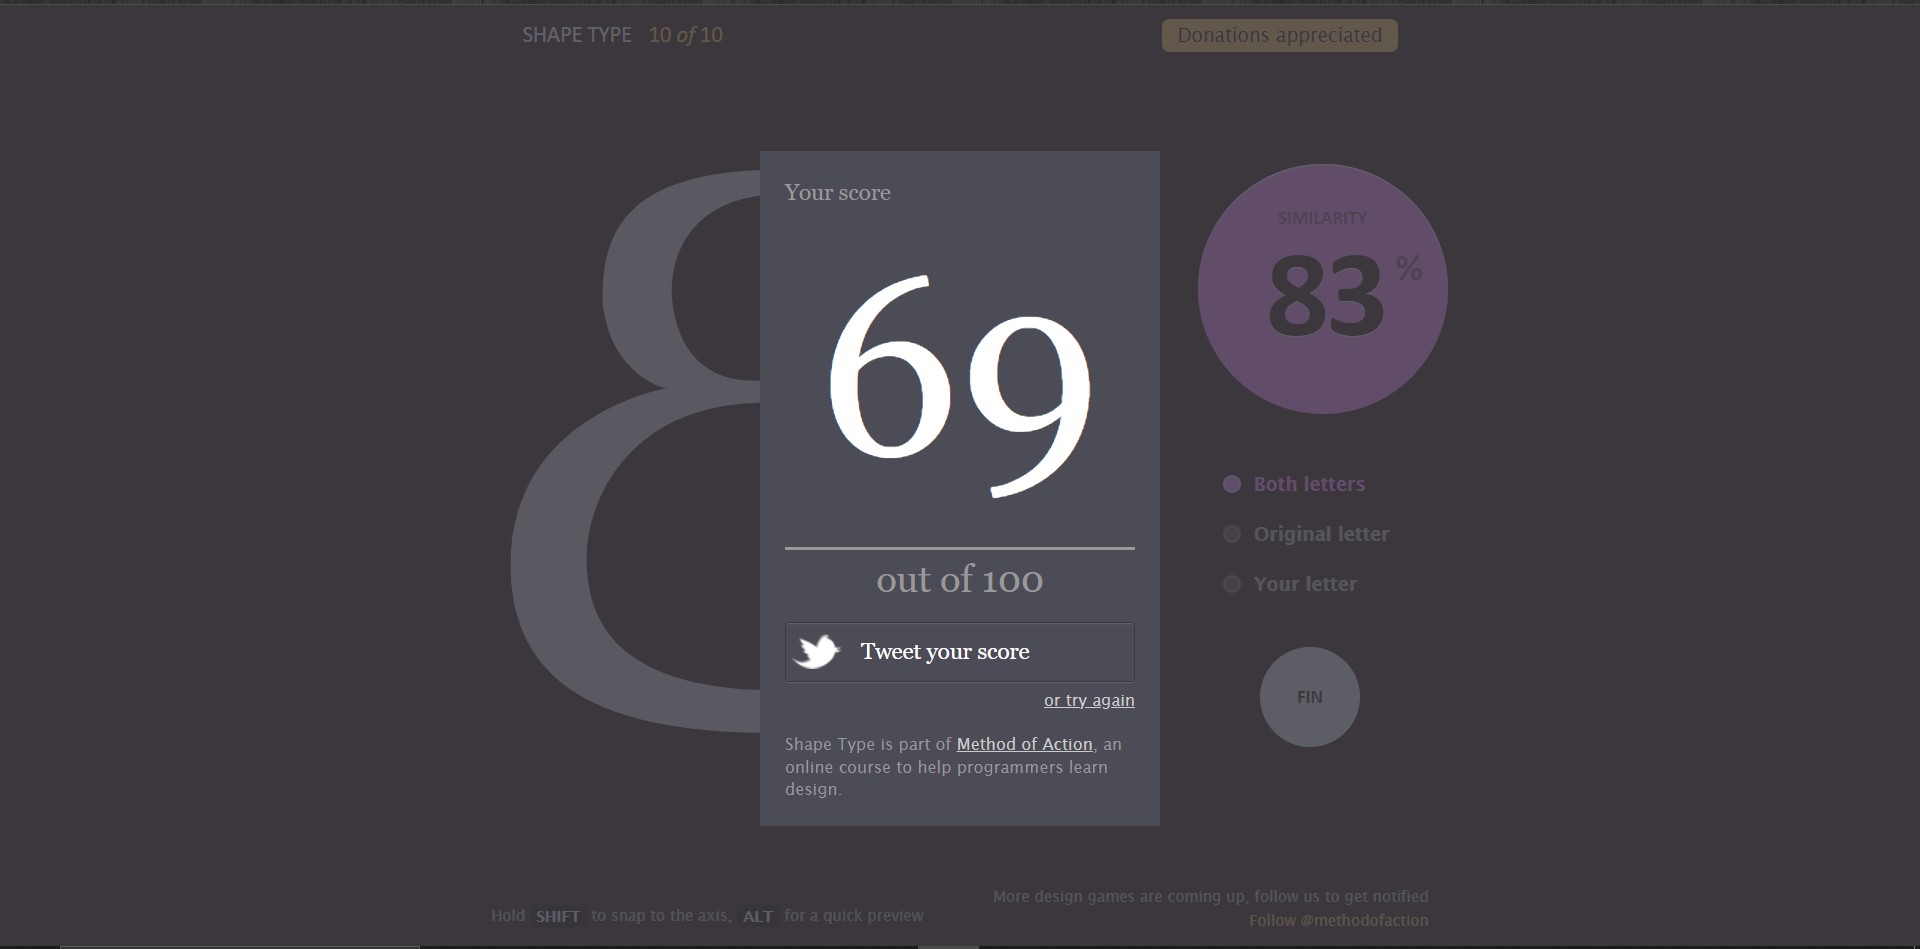 SHAPE TYPE 10 of 10
Donations appreciated
Your score
69
out of 100
Tweet your score
or try again
Shape Type is part of Method of Action, an
online course to help programmers learn
design.
SIMILARITY
83 %
Both letters
Original letter
Your letter
FIN
Hold SHIFT to snap to the axis, ALT for a quick preview
More design games are coming up, follow us to get notified
Follow @methodofaction